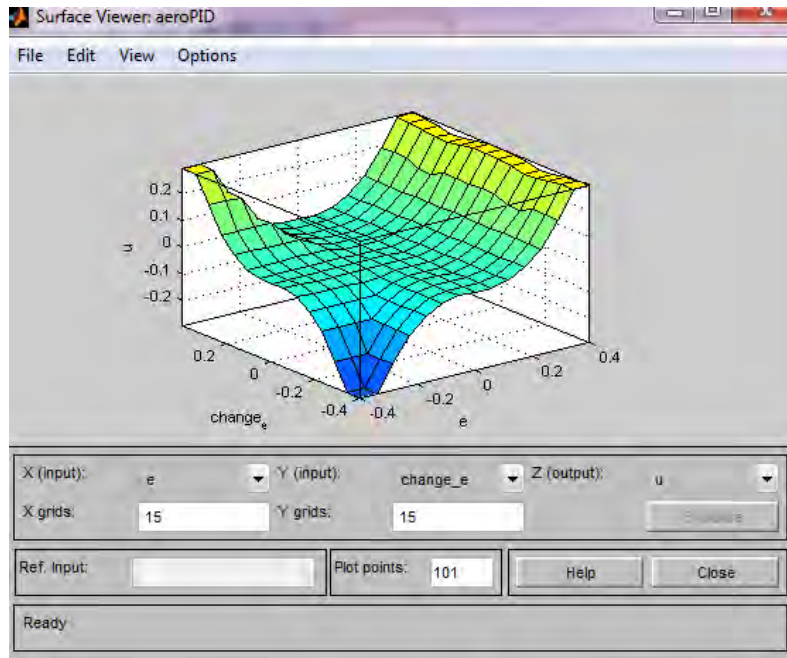 Surface Viewer: aeroPID
File Edit View Options
0.2
0.1
0
-0.1
-0.2
u
0.2
0
-0.2
-0.4
change_e
-0.4
-0.2
0
0.2
0.4
e
X (input): e Y (input): change_e Z (output): u
X grids: 15 Y grids: 15
Ref. Input: Plot points: 101 Help Close
Ready